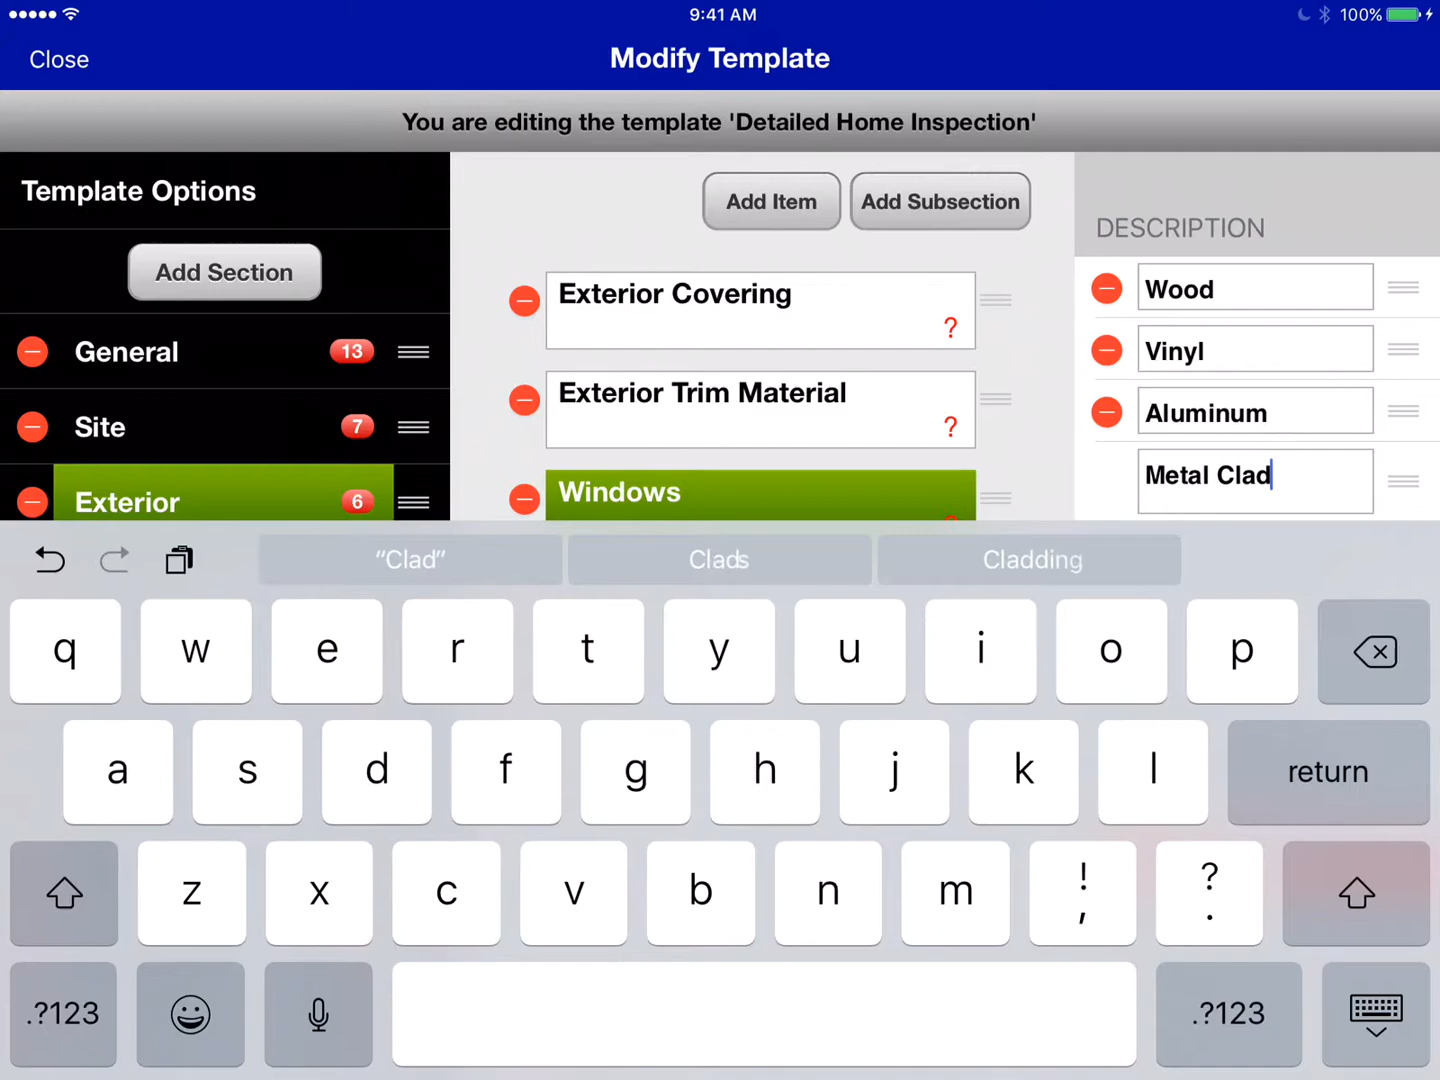 9:41 AM
100%
Close
Modify Template
You are editing the template 'Detailed Home Inspection'
Template Options
Add Section
General 13
Site 7
Exterior 6
Add Item
Add Subsection
Exterior Covering
?
Exterior Trim Material
?
Windows
DESCRIPTION
Wood
Vinyl
Aluminum
Metal Clad
“Clad” Clads Cladding
q w e r t y u i o p
a s d f g h j k l return
z x c v b n m ! , ? .
.?123 .?123